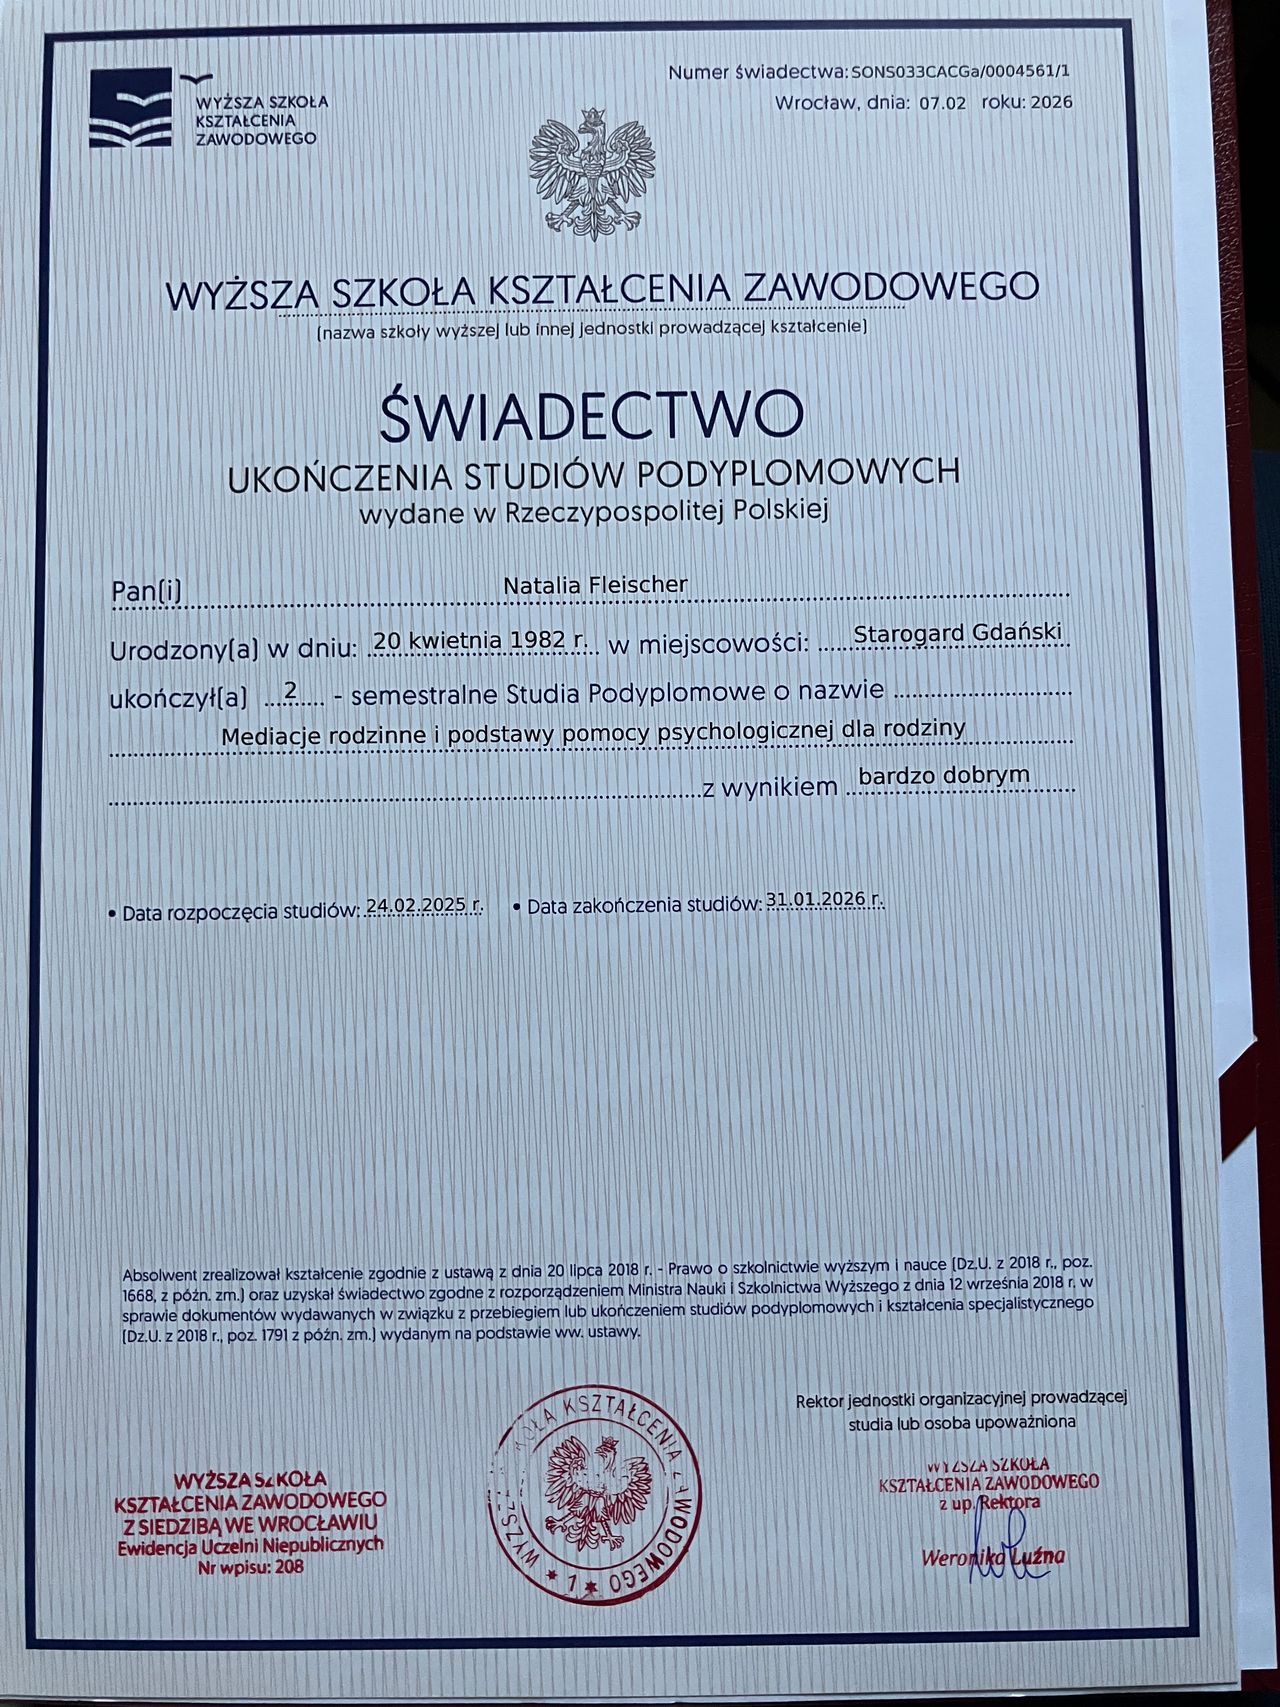 WYŻSZA SZKOŁA
KSZTAŁCENIA
ZAWODOWEGO
Numer świadectwa: SONS033CACGa/0004561/1
Wrocław, dnia: 07.02 roku: 2026
WYŻSZA SZKOŁA KSZTAŁCENIA ZAWODOWEGO
(nazwa szkoły wyższej lub innej jednostki prowadzącej kształcenie)
ŚWIADECTWO
UKOŃCZENIA STUDIÓW PODYPLOMOWYCH
wydane w Rzeczypospolitej Polskiej
Pan(i) Natalia Fleischer
Urodzony(a) w dniu: 20 kwietnia 1982 r. w miejscowości: Starogard Gdański
ukończył(a) 2 - semestralne Studia Podyplomowe o nazwie
Mediacje rodzinne i podstawy pomocy psychologicznej dla rodziny
z wynikiem bardzo dobrym
• Data rozpoczęcia studiów: 24.02.2025 r. • Data zakończenia studiów: 31.01.2026 r.
Absolwent zrealizował kształcenie zgodnie z ustawą z dnia 20 lipca 2018 r. - Prawo o szkolnictwie wyższym i nauce (Dz.U. z 2018 r., poz.
1668, z późn. zm.) oraz uzyskał świadectwo zgodne z rozporządzeniem Ministra Nauki i Szkolnictwa Wyższego z dnia 12 września 2018 r. w
sprawie dokumentów wydawanych w związku z przebiegiem lub ukończeniem studiów podyplomowych i kształcenia specjalistycznego
(Dz.U. z 2018 r., poz. 1791 z późn. zm.) wydanym na podstawie ww. ustawy.
Rektor jednostki organizacyjnej prowadzącej
studia lub osoba upoważniona
WYŻSZA SZKOŁA
KSZTAŁCENIA ZAWODOWEGO
Z SIEDZIBĄ WE WROCŁAWIU
Ewidencja Uczelni Niepublicznych
Nr wpisu: 208
WYŻSZA SZKOŁA KSZTAŁCENIA ZAWODOWEGO * 1 *
WYŻSZA SZKOŁA
KSZTAŁCENIA ZAWODOWEGO
z up. Rektora
Weronika Luźna